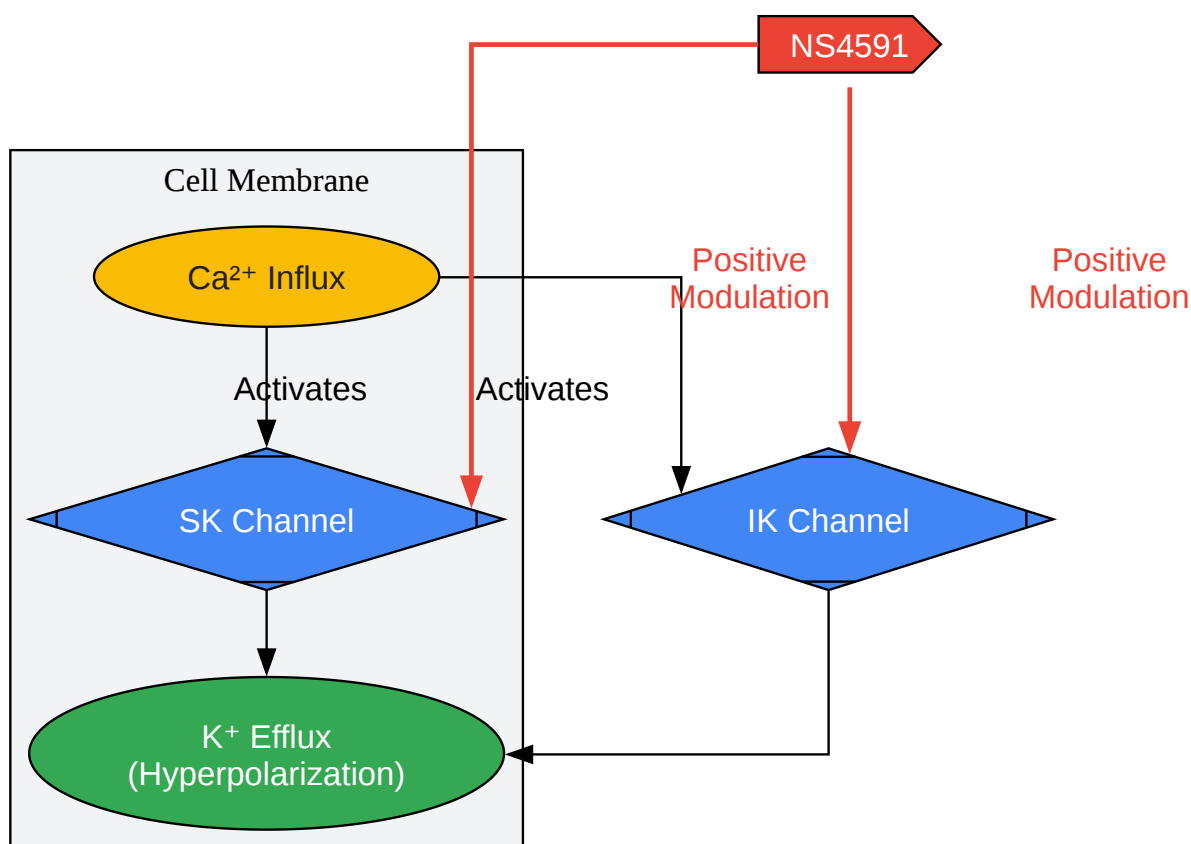 NS4591
Cell Membrane
Ca²⁺ Influx
Positive
Modulation
Positive
Modulation
Activates
Activates
SK Channel
IK Channel
K⁺ Efflux
(Hyperpolarization)